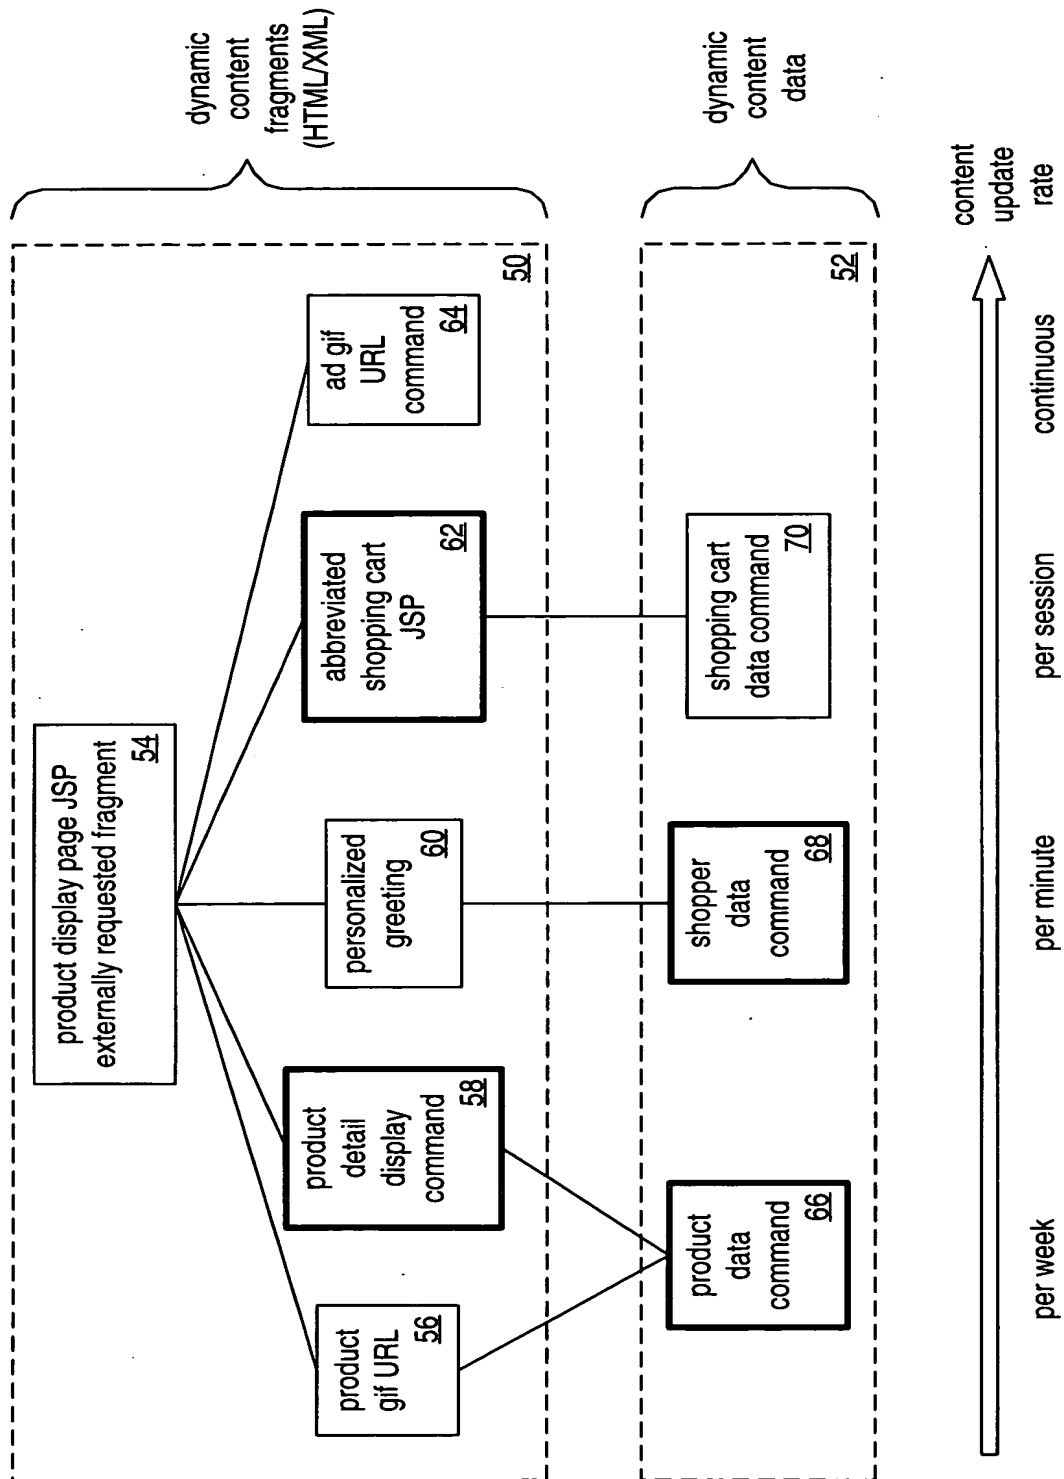 product display page JSP
externally requested fragment
54
product
gif URL
56
product
detail
display
command
58
personalized
greeting
60
abbreviated
shopping cart
JSP
62
ad gif
URL
command
64
50
dynamic
content
fragments
(HTML/XML)
product
data
command
66
shopper
data
command
68
shopping cart
data command
70
52
dynamic
content
data
per week
per minute
per session
continuous
content
update
rate